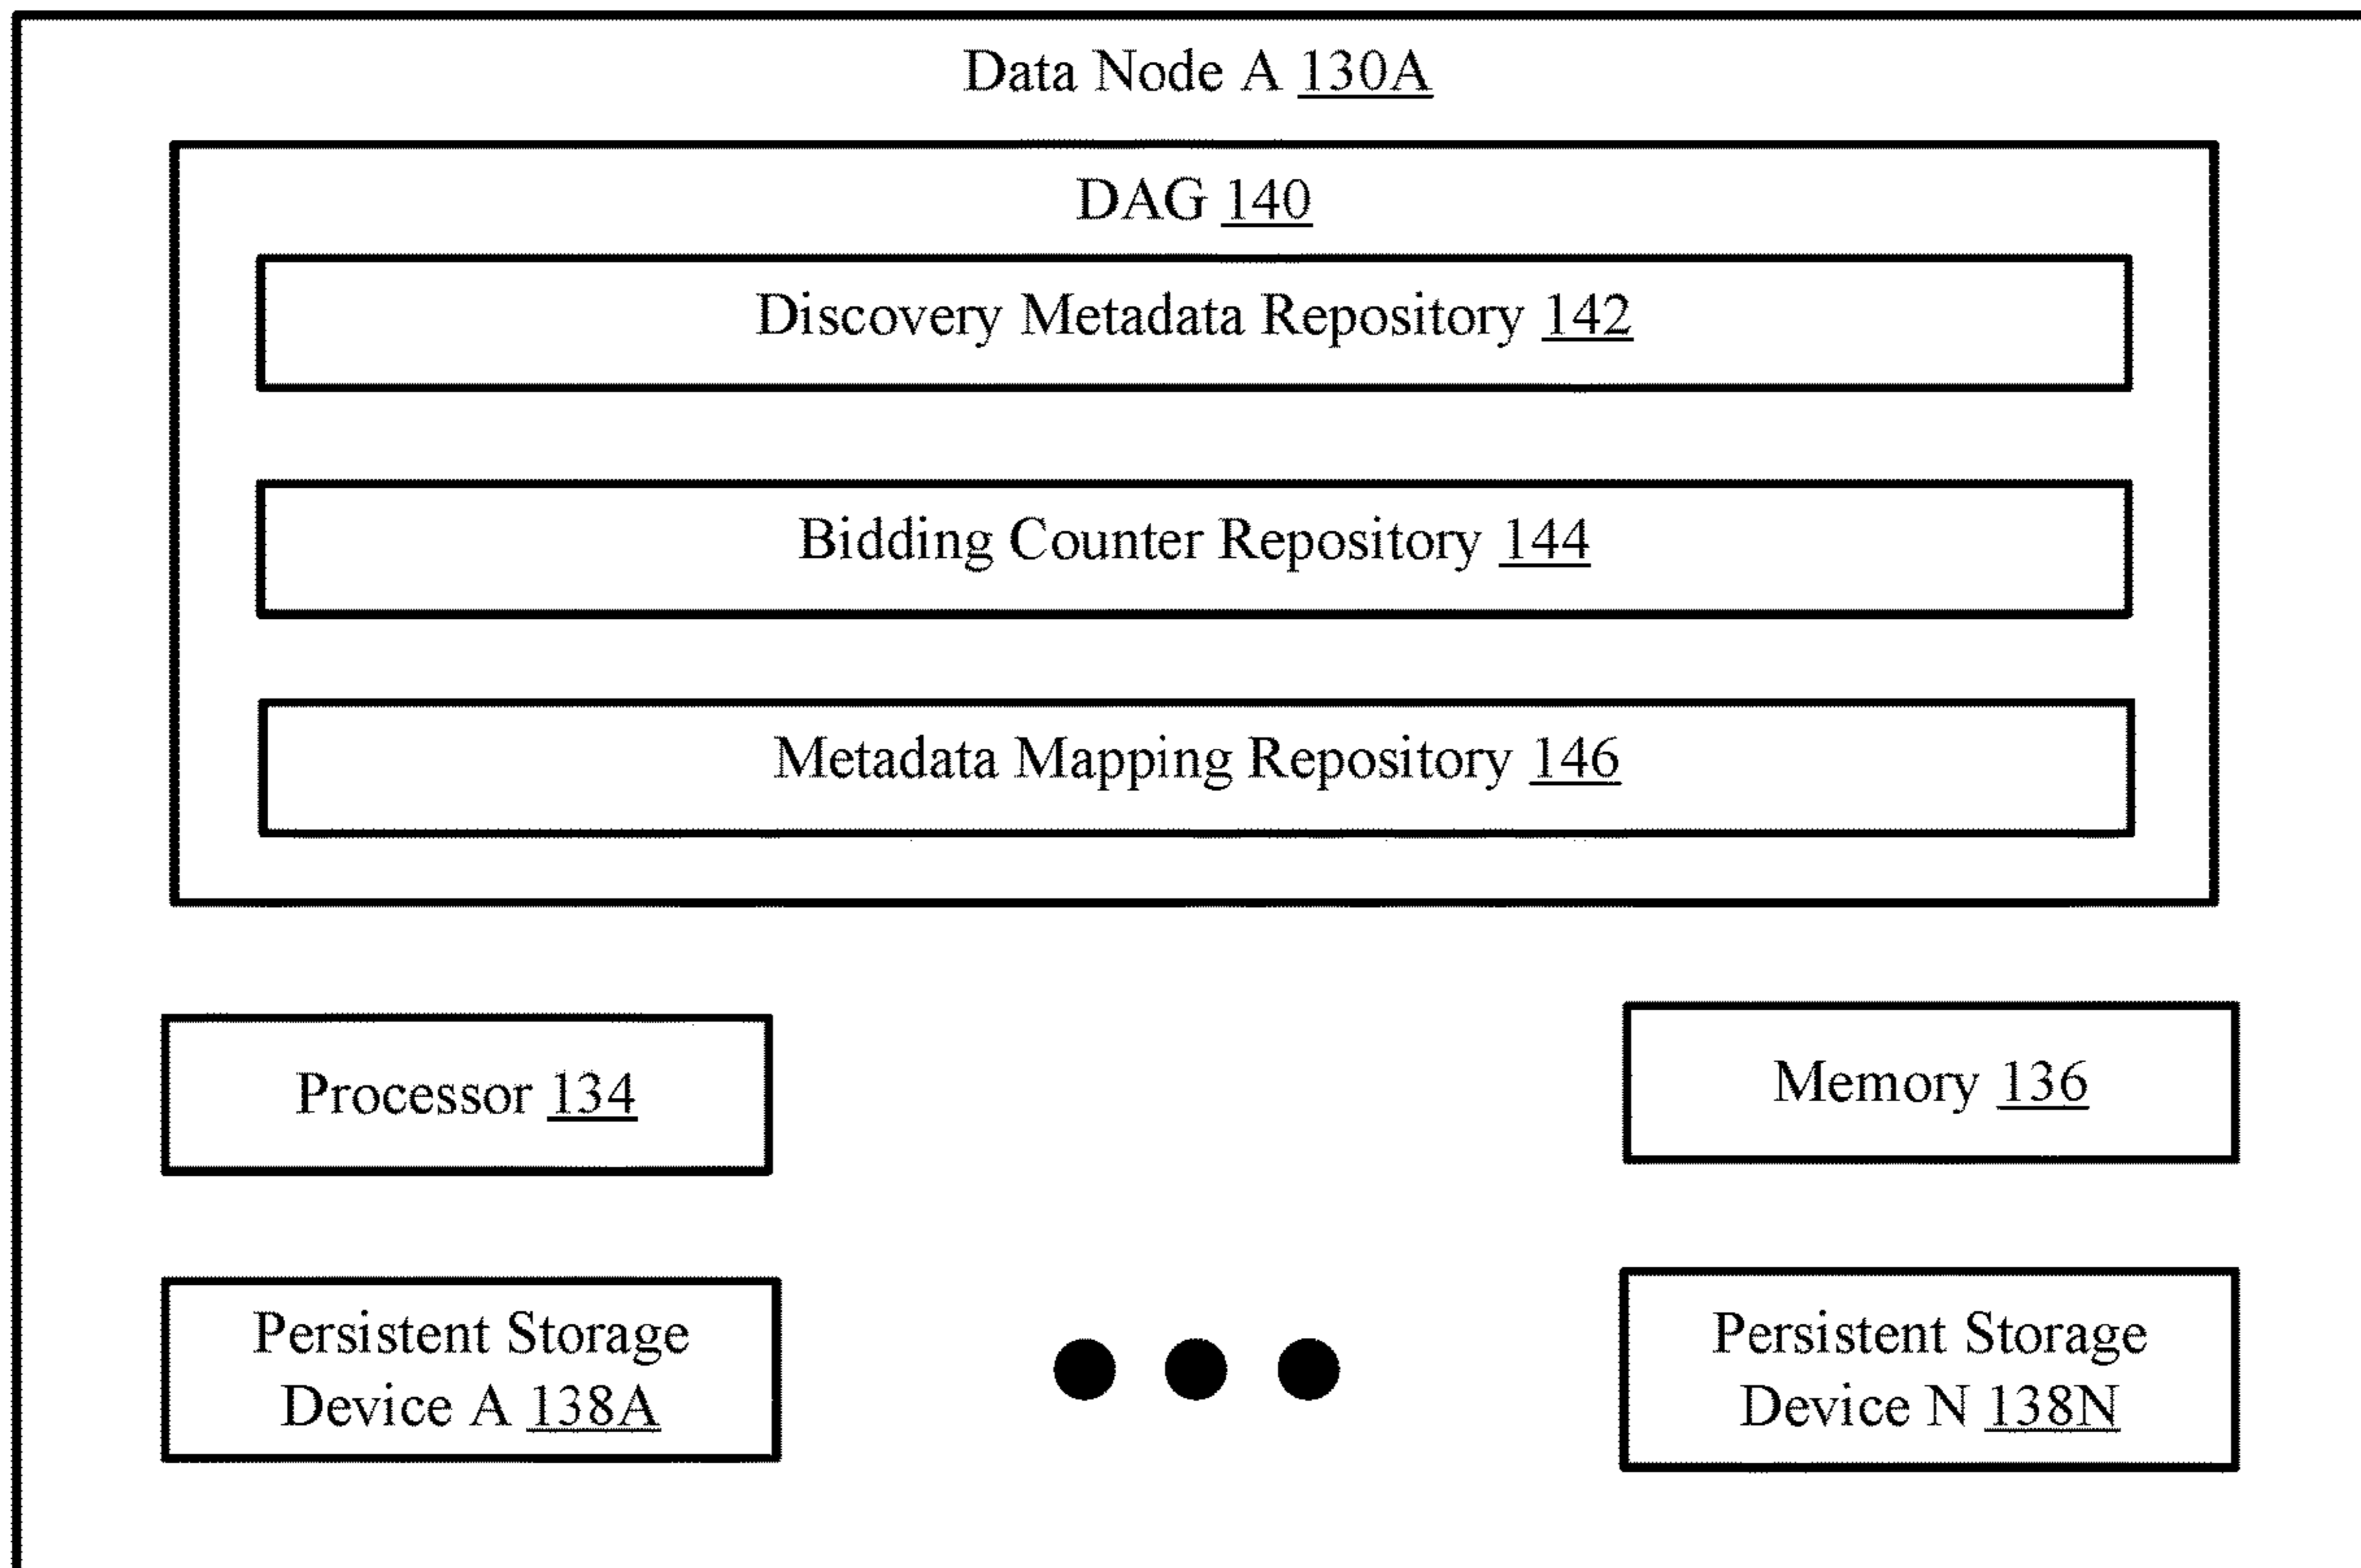 Data Node A 130A
DAG 140
Discovery Metadata Repository 142
Bidding Counter Repository 144
Metadata Mapping Repository 146
Processor 134
Memory 136
Persistent Storage
Device A 138A
Persistent Storage
Device N 138N